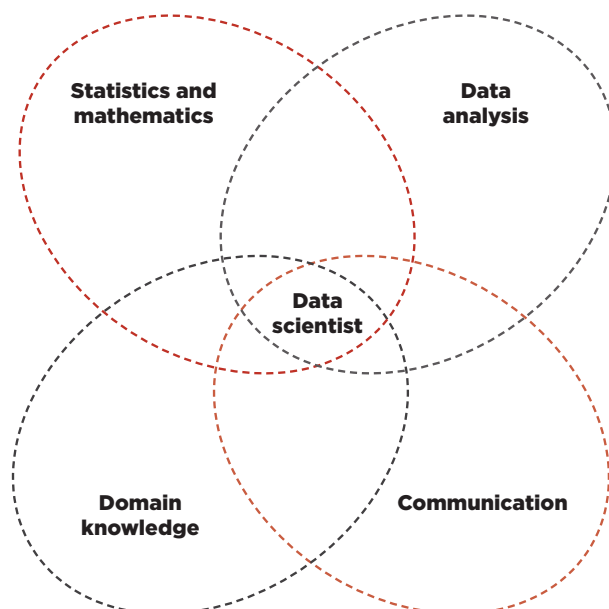 Statistics and
mathematics
Data
analysis
Data
scientist
Domain
knowledge
Communication